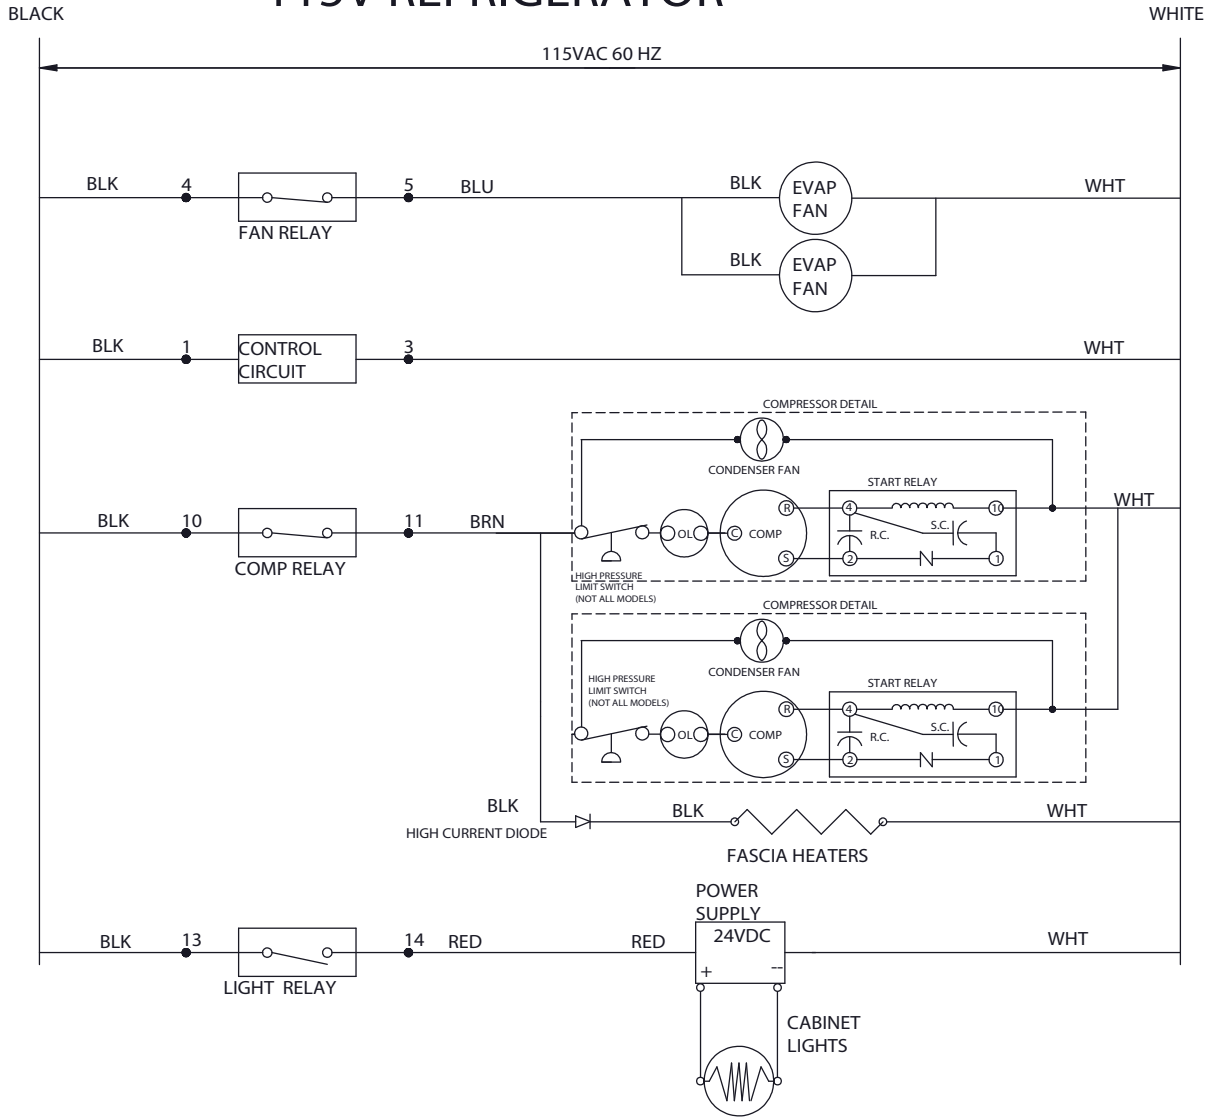 115V REFRIGERATOR
BLACK
WHITE
115VAC 60 HZ
BLK
4
5
BLU
BLK
EVAP
FAN
WHT
FAN RELAY
BLK
EVAP
FAN
BLK
1
CONTROL
CIRCUIT
3
WHT
COMPRESSOR DETAIL
CONDENSER FAN
START RELAY
BLK
10
11
BRN
COMP RELAY
OL
C
COMP
R
S
4
10
R.C.
S.C.
2
N
1
WHT
HIGH PRESSURE
LIMIT SWITCH
(NOT ALL MODELS)
COMPRESSOR DETAIL
CONDENSER FAN
HIGH PRESSURE
LIMIT SWITCH
(NOT ALL MODELS)
START RELAY
OL
C
COMP
R
S
4
10
R.C.
S.C.
2
N
1
BLK
HIGH CURRENT DIODE
BLK
WHT
FASCIA HEATERS
POWER
SUPPLY
24VDC
+
--
BLK
13
14
RED
RED
WHT
LIGHT RELAY
CABINET
LIGHTS